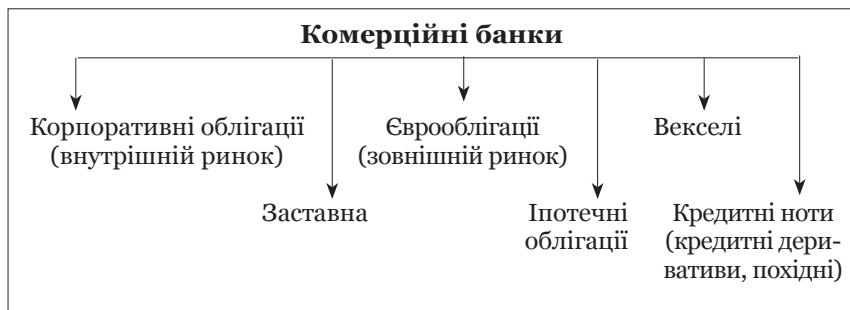 Комерційні банки
Корпоративні облігації
(внутрішній ринок)
Єврооблігації
(зовнішній ринок)
Векселі
Заставна
Іпотечні
облігації
Кредитні ноти
(кредитні дери-
вативи, похідні)